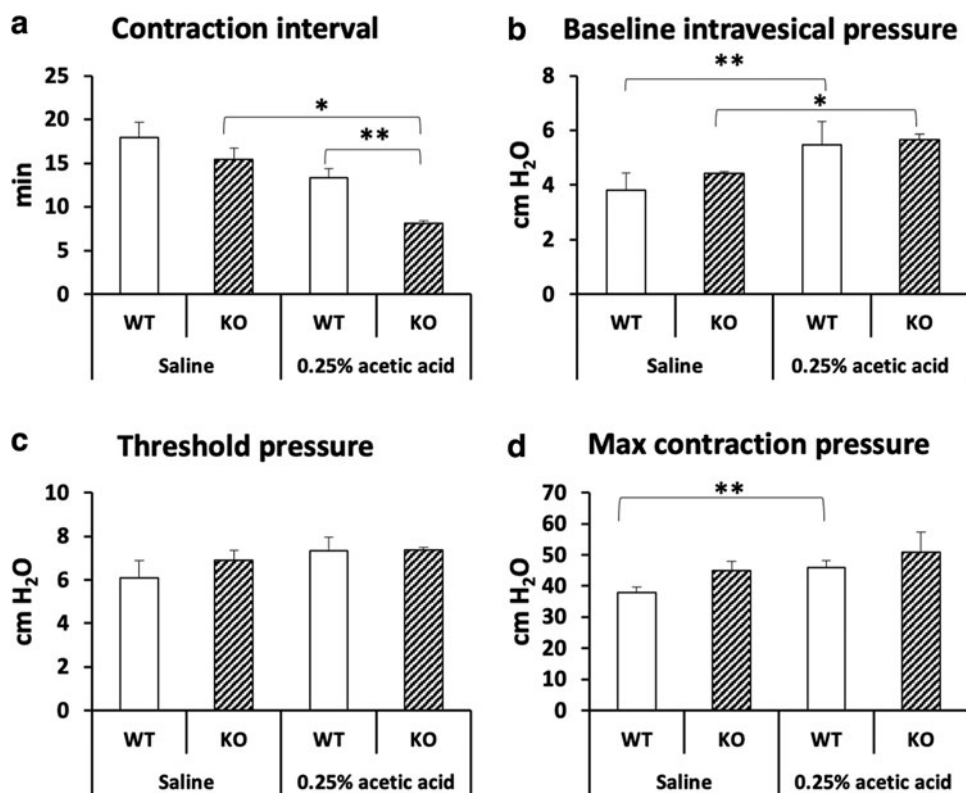 a Contraction interval
25
20
15
10
5
0
min
*
**
WT KO WT KO
Saline 0.25% acetic acid
b Baseline intravesical pressure
8
6
4
2
0
cm H₂O
**
*
WT KO WT KO
Saline 0.25% acetic acid
c Threshold pressure
10
8
6
4
2
0
cm H₂O
WT KO WT KO
Saline 0.25% acetic acid
d Max contraction pressure
70
60
50
40
30
20
10
0
cm H₂O
**
WT KO WT KO
Saline 0.25% acetic acid